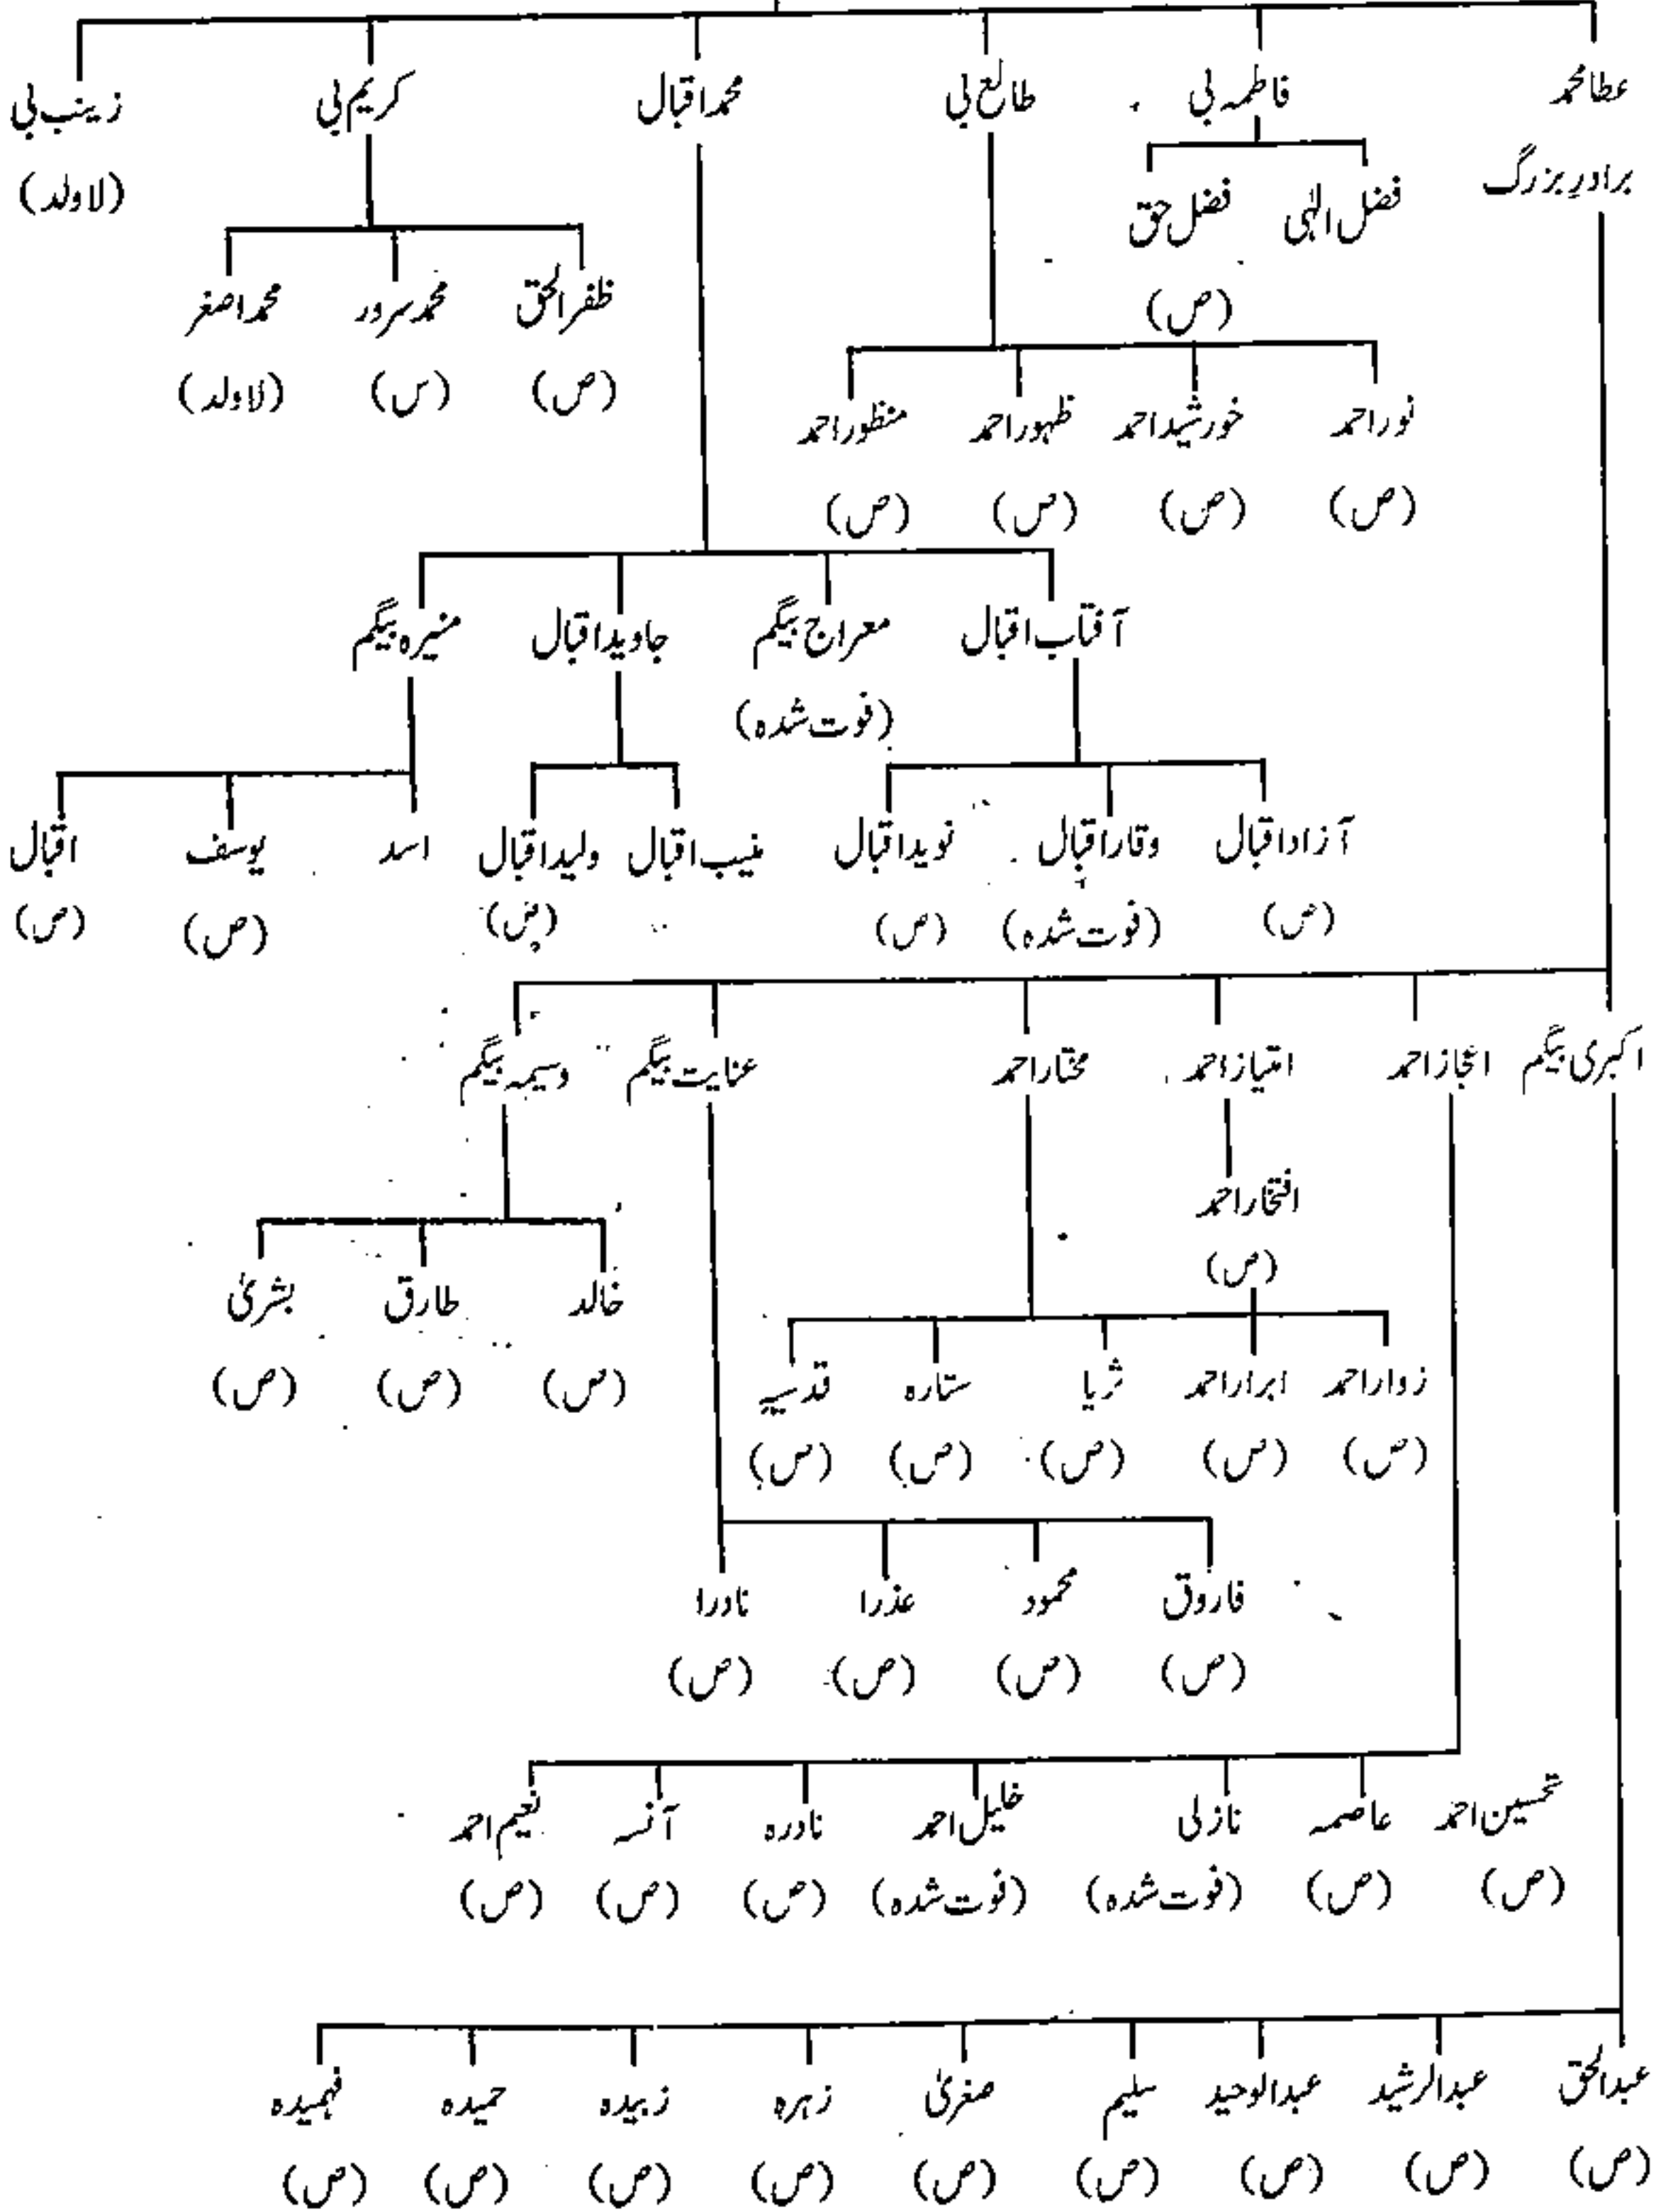 عطا محمد فاطمہ بی طالع بی محمد اقبال کریم بی زینب بی
برادرِ بزرگ (لاولد)
فضل الٰہی فضل حق
(ص)
ظفر الحق محمد سرور محمد اصغر
(ص) (س) (لاولد)
نور احمد خورشید احمد ظہور احمد منظور احمد
(ص) (ص) (ص) (ص)
آفتاب اقبال معراج بیگم جاوید اقبال منیرہ بیگم
(فوت شدہ)
آزاد اقبال وقار اقبال نوید اقبال منیب اقبال ولید اقبال اسد یوسف اقبال
(ص) (فوت شدہ) (ص) (ص) (ص) (ص)
اکبری بیگم اعجاز احمد امتیاز احمد مختار احمد عنایت بیگم وسیمہ بیگم
افتخار احمد
(ص)
خالد طارق بشریٰ
(ص) (ص) (ص)
زوار احمد ابرار احمد ثریا ستارہ قدسیہ
(ص) (ص) (ص) (ص) (ص)
فاروق محمود عذرا نادرا
(ص) (ص) (ص) (ص)
تحسین احمد عاصمہ نازلی خلیل احمد نادرہ آنسہ نعیم احمد
(ص) (ص) (فوت شدہ) (فوت شدہ) (ص) (ص) (ص)
عبدالحق عبدالرشید عبدالوحید سلیم صغریٰ زہرہ زبیدہ حمیدہ فہمیدہ
(ص) (ص) (ص) (ص) (ص) (ص) (ص) (ص) (ص)